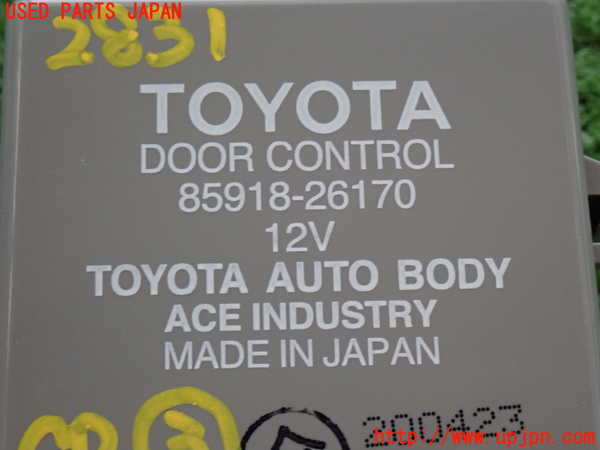 USED PARTS JAPAN
2831
TOYOTA
DOOR CONTROL
85918-26170
12V
TOYOTA AUTO BODY
ACE INDUSTRY
MADE IN JAPAN
3
200423
http://www.upjpn.com/